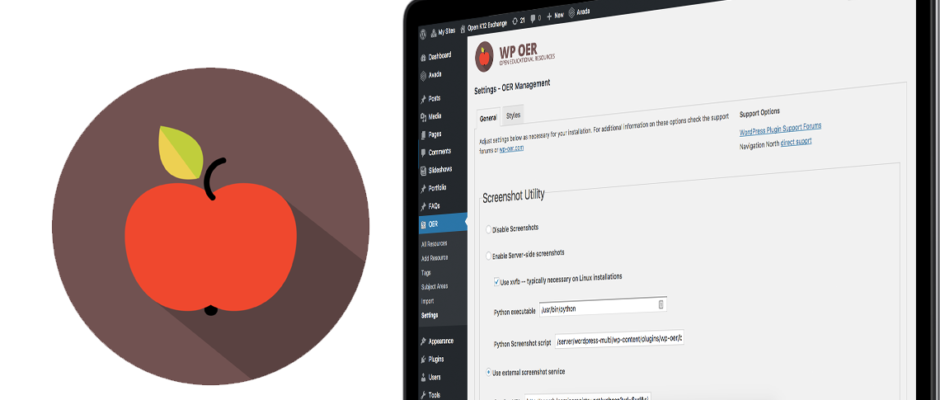 My Sites Open K12 Exchange 21 0 + New Avada
Dashboard
Avada
Posts
Media
Pages
Comments
Slideshows
Portfolio
FAQs
OER
All Resources
Add Resource
Tags
Subject Areas
Import
Settings
Appearance
Plugins
Users
Tools
WP OER
OPEN EDUCATIONAL RESOURCES
Settings - OER Management
General Styles
Adjust settings below as necessary for your installation. For additional information on these options check the support
forums or wp-oer.com
Support Options
WordPress Plugin Support Forums
Navigation North direct support
Screenshot Utility
Disable Screenshots
Enable Server-side screenshots
Use xvfb — typically necessary on Linux installations
Python executable /usr/bin/python
Python Screenshot script /server/wordpress-multi/wp-content/plugins/wp-oer/b
Use external screenshot service